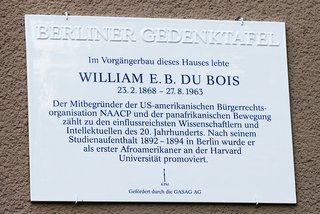 BERLINER GEDENKTAFEL
Im Vorgängerbau dieses Hauses lebte
WILLIAM E. B. DU BOIS
23. 2. 1868 – 27. 8. 1963
Der Mitbegründer der US-amerikanischen Bürgerrechts-
organisation NAACP und der panafrikanischen Bewegung
zählt zu den einflussreichsten Wissenschaftlern und
Intellektuellen des 20. Jahrhunderts. Nach seinem
Studienaufenthalt 1892 – 1894 in Berlin wurde er
als erster Afroamerikaner an der Harvard
Universität promoviert.
KPM
Gefördert durch die GASAG AG